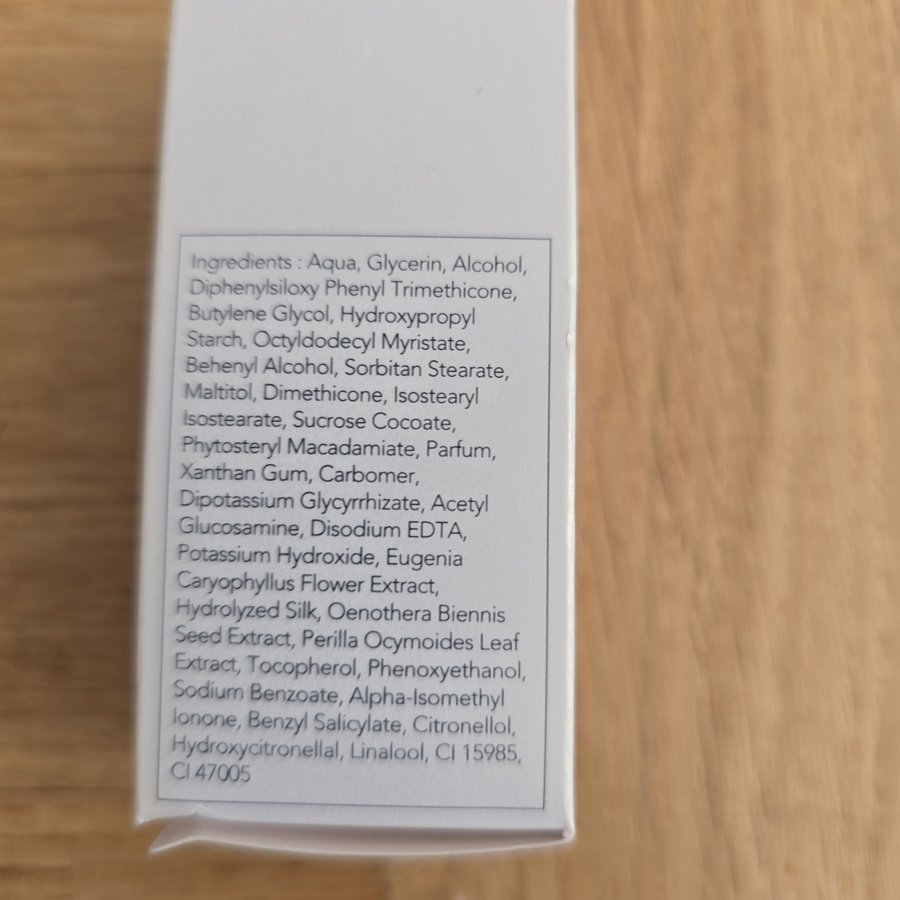 Ingredients : Aqua, Glycerin, Alcohol,
Diphenylsiloxy Phenyl Trimethicone,
Butylene Glycol, Hydroxypropyl
Starch, Octyldodecyl Myristate,
Behenyl Alcohol, Sorbitan Stearate,
Maltitol, Dimethicone, Isostearyl
Isostearate, Sucrose Cocoate,
Phytosteryl Macadamiate, Parfum,
Xanthan Gum, Carbomer,
Dipotassium Glycyrrhizate, Acetyl
Glucosamine, Disodium EDTA,
Potassium Hydroxide, Eugenia
Caryophyllus Flower Extract,
Hydrolyzed Silk, Oenothera Biennis
Seed Extract, Perilla Ocymoides Leaf
Extract, Tocopherol, Phenoxyethanol,
Sodium Benzoate, Alpha-Isomethyl
Ionone, Benzyl Salicylate, Citronellol,
Hydroxycitronellal, Linalool, CI 15985,
CI 47005